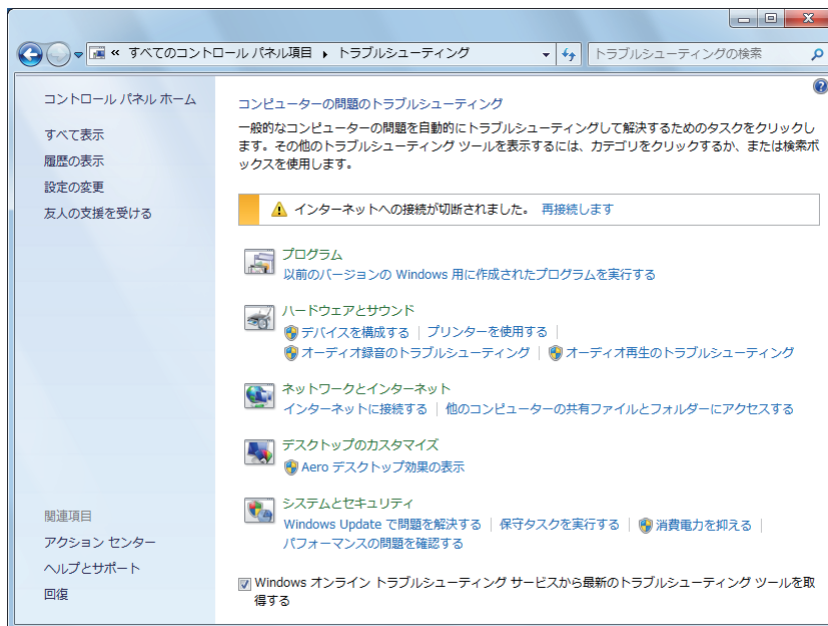 « すべてのコントロール パネル項目 ▸ トラブルシューティング
トラブルシューティングの検索
コントロール パネル ホーム
すべて表示
履歴の表示
設定の変更
友人の支援を受ける
コンピューターの問題のトラブルシューティング
一般的なコンピューターの問題を自動的にトラブルシューティングして解決するためのタスクをクリックし
ます。その他のトラブルシューティング ツールを表示するには、カテゴリをクリックするか、または検索ボ
ックスを使用します。
インターネットへの接続が切断されました。 再接続します
プログラム
以前のバージョンの Windows 用に作成されたプログラムを実行する
ハードウェアとサウンド
デバイスを構成する | プリンターを使用する |
オーディオ録音のトラブルシューティング | オーディオ再生のトラブルシューティング
ネットワークとインターネット
インターネットに接続する | 他のコンピューターの共有ファイルとフォルダーにアクセスする
デスクトップのカスタマイズ
Aero デスクトップ効果の表示
システムとセキュリティ
Windows Update で問題を解決する | 保守タスクを実行する | 消費電力を抑える |
パフォーマンスの問題を確認する
Windows オンライン トラブルシューティング サービスから最新のトラブルシューティング ツールを取
得する
関連項目
アクション センター
ヘルプとサポート
回復